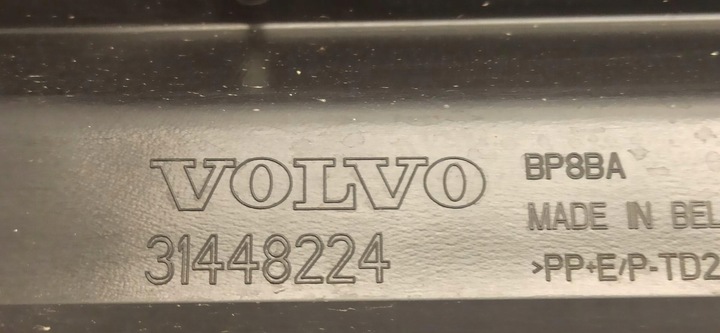 VOLVO
31448224
BP8BA
MADE IN BEL
>PP+E/P-TD2